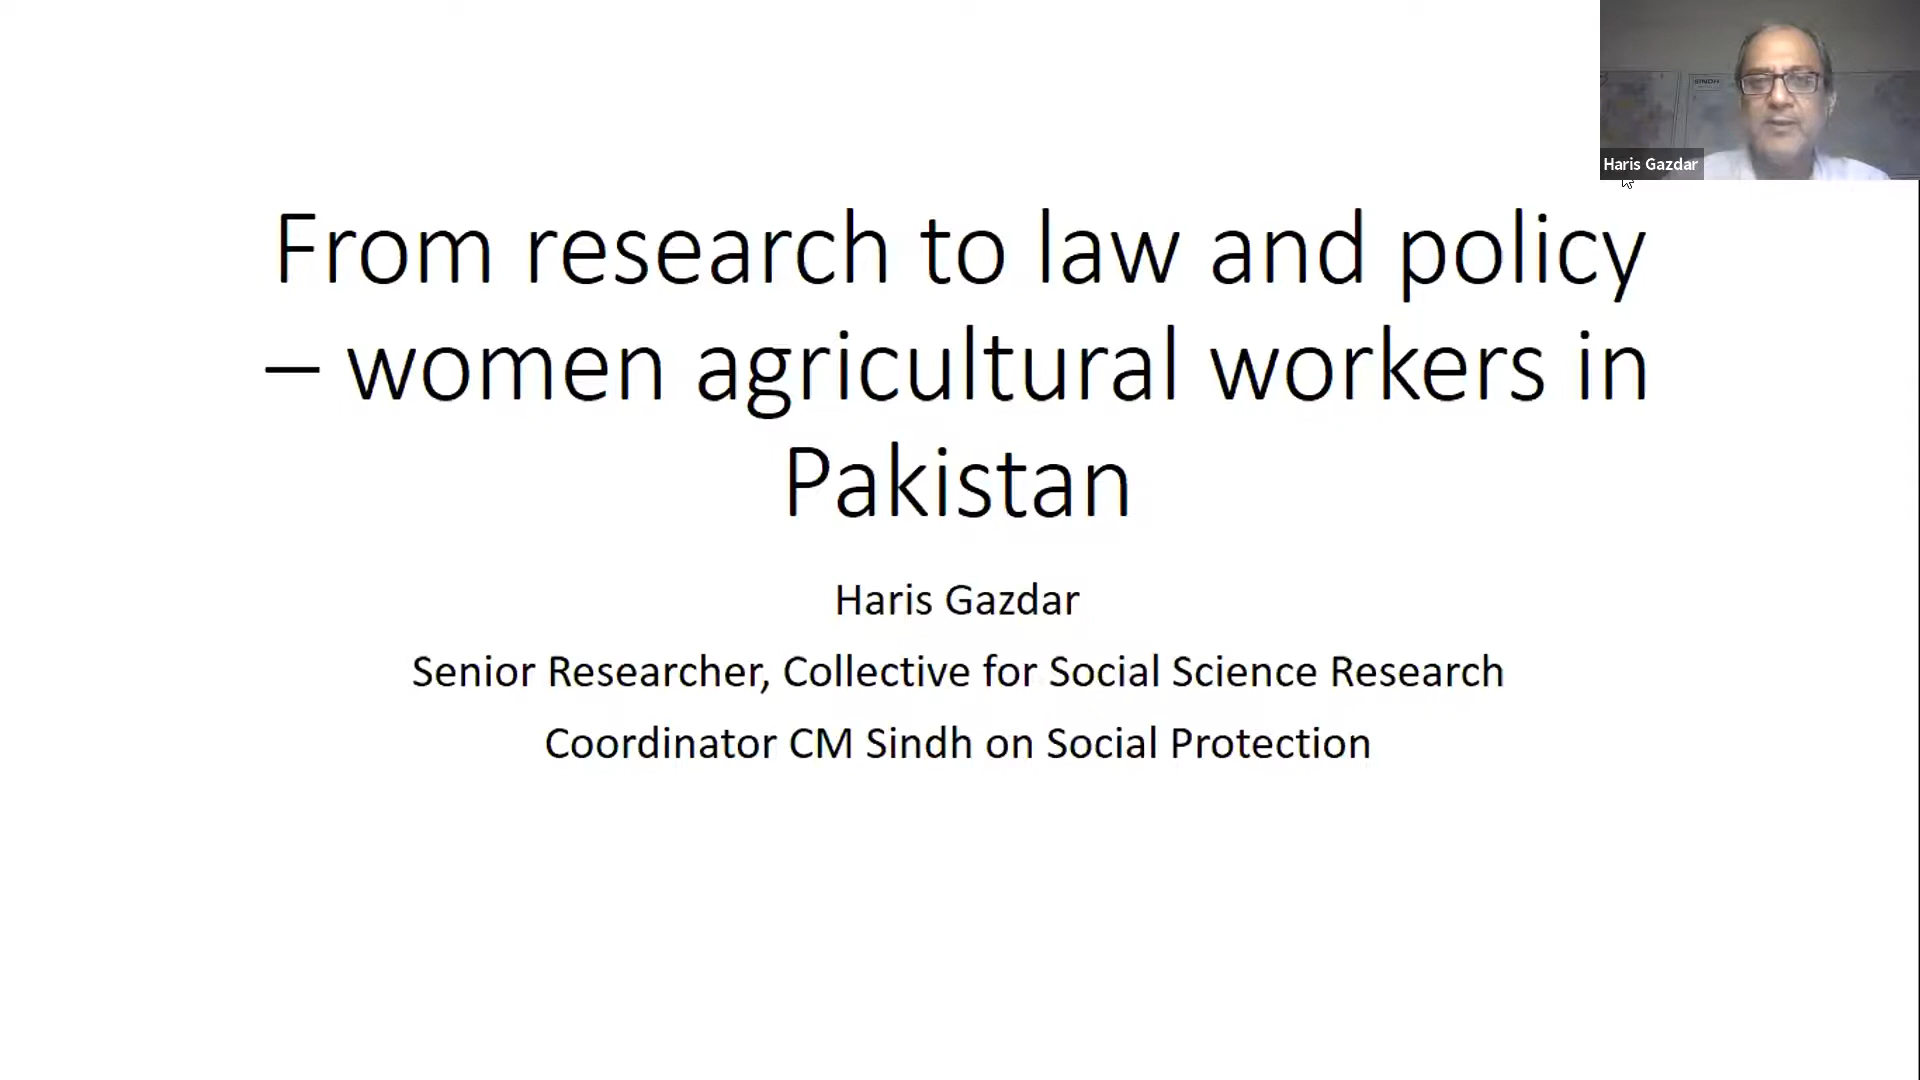 SINDH
Haris Gazdar
From research to law and policy
– women agricultural workers in
Pakistan
Haris Gazdar
Senior Researcher, Collective for Social Science Research
Coordinator CM Sindh on Social Protection